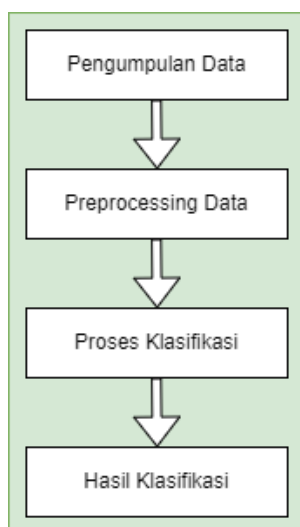 Pengumpulan Data
Preprocessing Data
Proses Klasifikasi
Hasil Klasifikasi